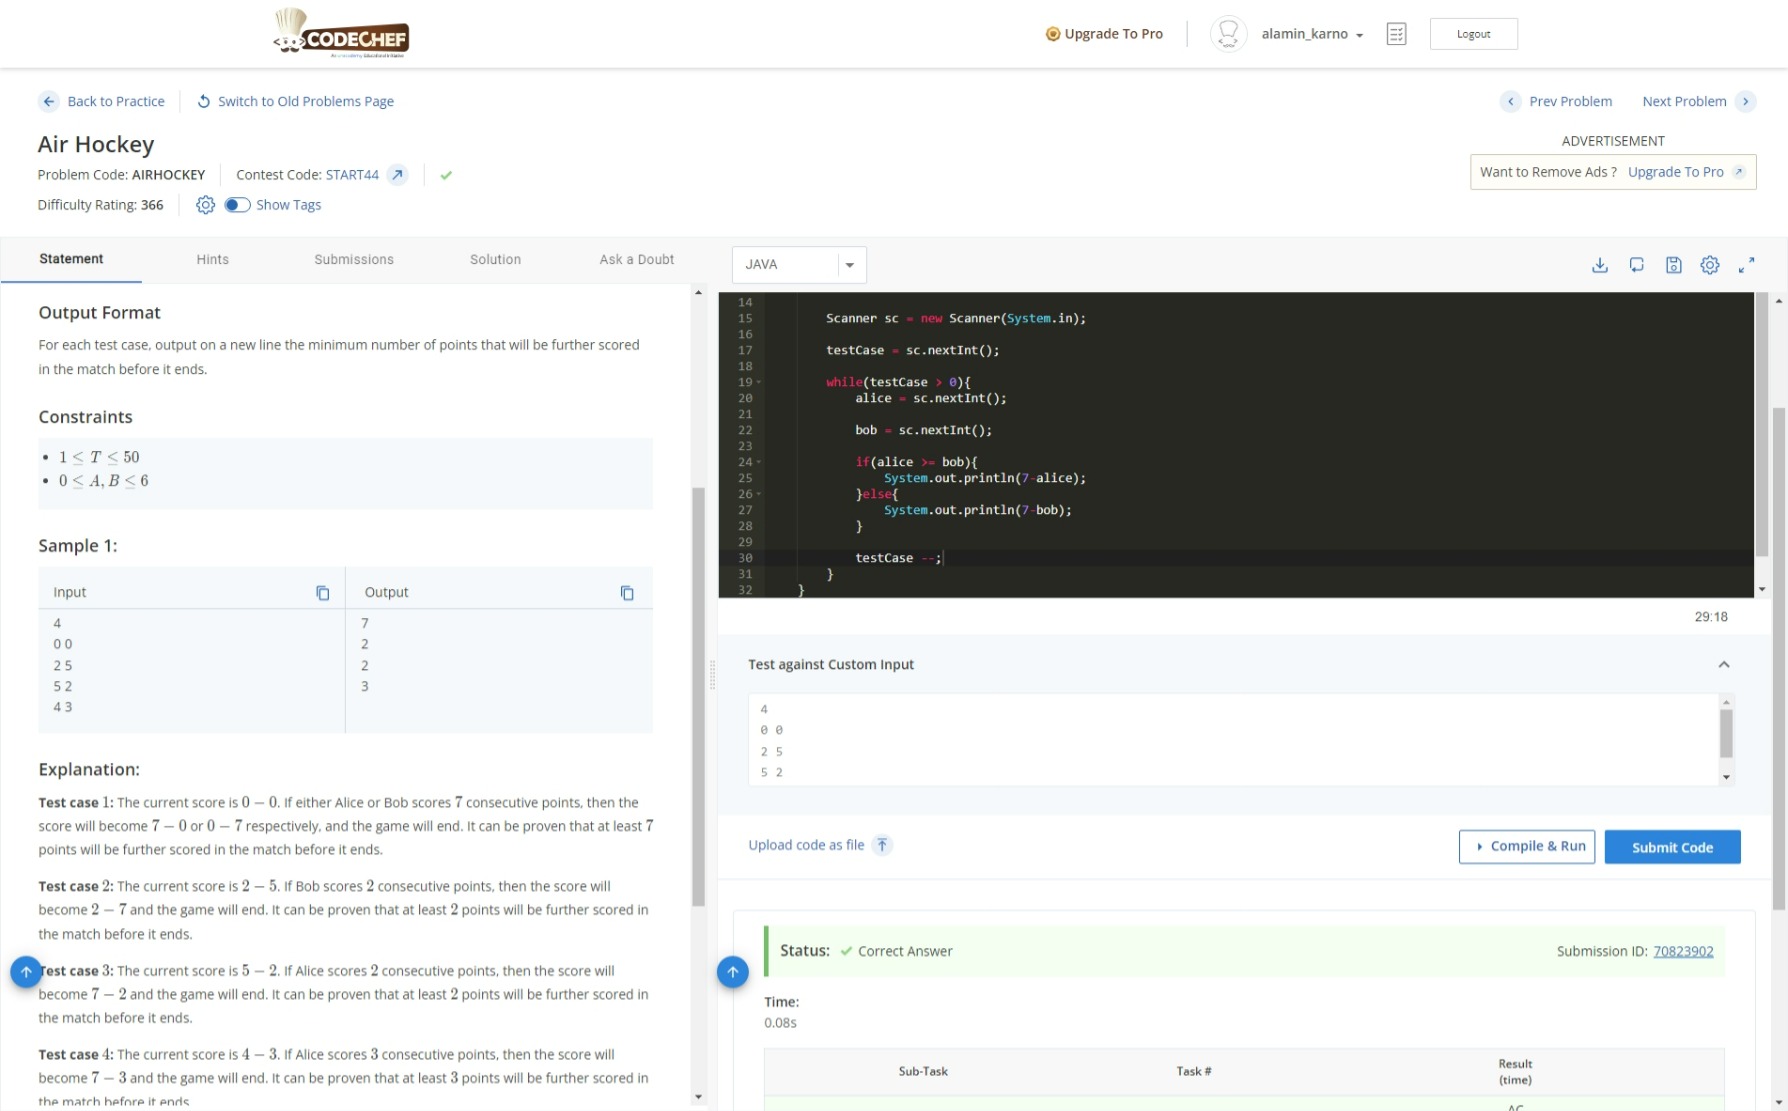 CODECHEF
Upgrade To Pro
alamin_karno
Logout
Back to Practice
Switch to Old Problems Page
Prev Problem
Next Problem
Air Hockey
ADVERTISEMENT
Want to Remove Ads ? Upgrade To Pro
Problem Code: AIRHOCKEY
Contest Code: START44
Difficulty Rating: 366
Show Tags
Statement
Hints
Submissions
Solution
Ask a Doubt
Output Format
For each test case, output on a new line the minimum number of points that will be further scored
in the match before it ends.
Constraints
• 1 ≤ T ≤ 50
• 0 ≤ A, B ≤ 6
Sample 1:
Input
Output
4
0 0
2 5
5 2
4 3
7
2
2
3
Explanation:
Test case 1: The current score is 0 − 0. If either Alice or Bob scores 7 consecutive points, then the
score will become 7 − 0 or 0 − 7 respectively, and the game will end. It can be proven that at least 7
points will be further scored in the match before it ends.
Test case 2: The current score is 2 − 5. If Bob scores 2 consecutive points, then the score will
become 2 − 7 and the game will end. It can be proven that at least 2 points will be further scored in
the match before it ends.
Test case 3: The current score is 5 − 2. If Alice scores 2 consecutive points, then the score will
become 7 − 2 and the game will end. It can be proven that at least 2 points will be further scored in
the match before it ends.
Test case 4: The current score is 4 − 3. If Alice scores 3 consecutive points, then the score will
become 7 − 3 and the game will end. It can be proven that at least 3 points will be further scored in
the match before it ends
JAVA
14
15 Scanner sc = new Scanner(System.in);
16
17 testCase = sc.nextInt();
18
19 while(testCase > 0){
20 alice = sc.nextInt();
21
22 bob = sc.nextInt();
23
24 if(alice >= bob){
25 System.out.println(7-alice);
26 }else{
27 System.out.println(7-bob);
28 }
29
30 testCase --;
31 }
32 }
29:18
Test against Custom Input
4
0 0
2 5
5 2
Upload code as file
Compile & Run
Submit Code
Status: Correct Answer
Submission ID: 70823902
Time:
0.08s
Sub-Task
Task #
Result
(time)
AC